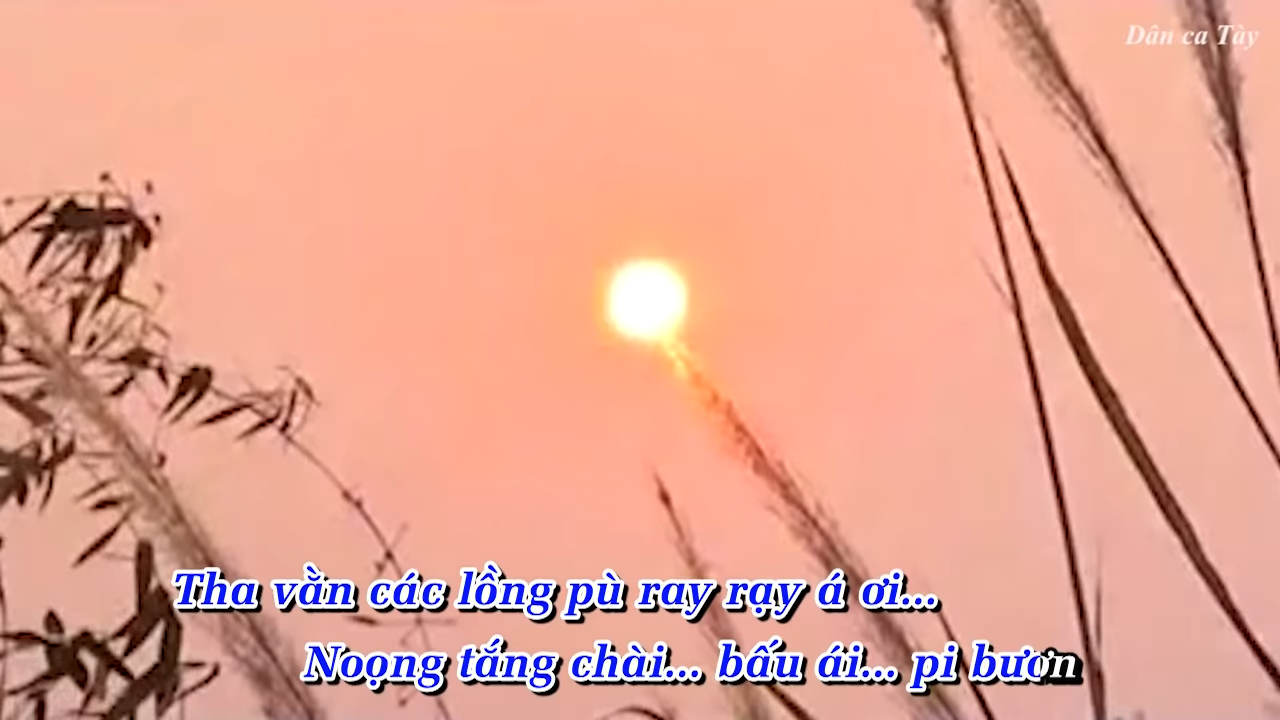 Dân ca Tày
Tha vằn các lồng pù ray rạy á ơi...
Noọng tắng chài... bấu ái... pi bươn